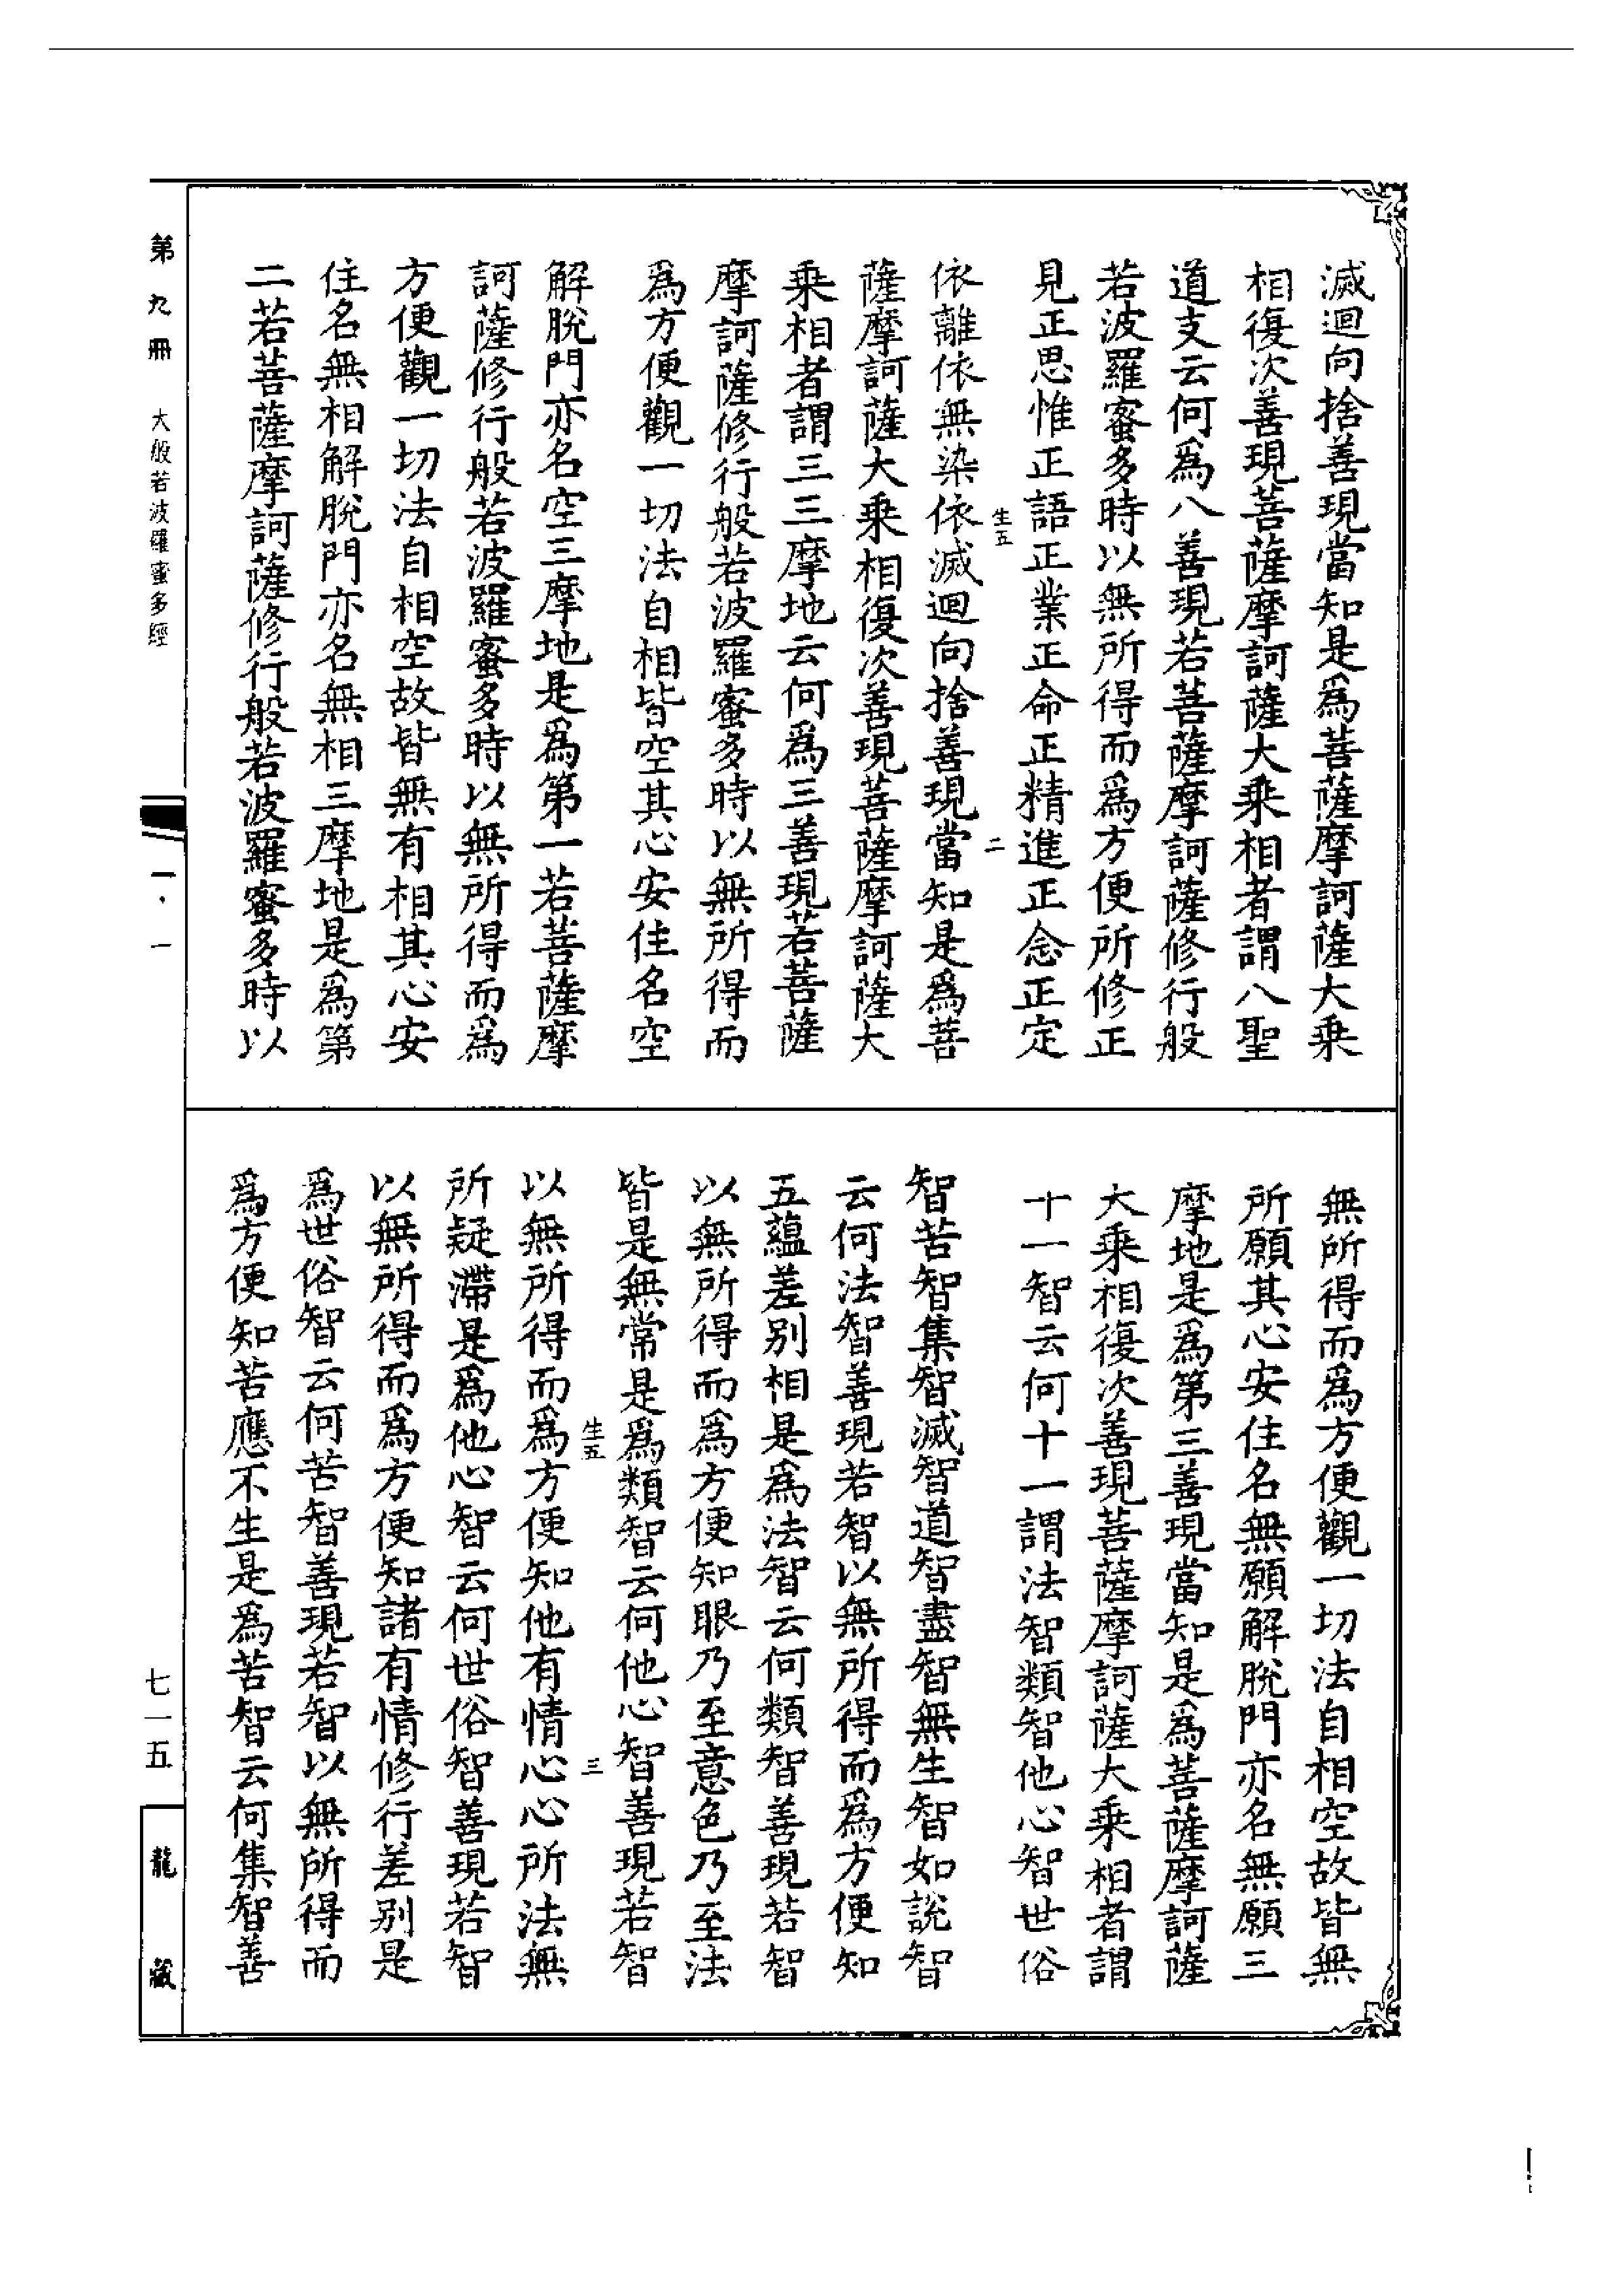 滅迴向捨善現當知是爲菩薩摩訶薩大乘
相復次善現菩薩摩訶薩大乘相者謂八聖
道支云何爲八善現若菩薩摩訶薩修行般
若波羅蜜多時以無所得而爲方便所修正
見正思惟正語正業正命正精進正念正定
生五 二
依離依無染依滅迴向捨善現當知是爲菩
薩摩訶薩大乘相復次善現菩薩摩訶薩大
乘相者謂三三摩地云何爲三善現若菩薩
摩訶薩修行般若波羅蜜多時以無所得而
爲方便觀一切法自相皆空其心安住名空
解脫門亦名空三摩地是爲第一若菩薩摩
訶薩修行般若波羅蜜多時以無所得而爲
方便觀一切法自相空故皆無有相其心安
住名無相解脫門亦名無相三摩地是爲第
二若菩薩摩訶薩修行般若波羅蜜多時以
無所得而爲方便觀一切法自相空故皆無
所願其心安住名無願解脫門亦名無願三
摩地是爲第三善現當知是爲菩薩摩訶薩
大乘相復次善現菩薩摩訶薩大乘相者謂
十一智云何十一謂法智類智他心智世俗
智苦智集智滅智道智盡智無生智如說智
云何法智善現若智以無所得而爲方便知
五蘊差別相是爲法智云何類智善現若智
以無所得而爲方便知眼乃至意色乃至法
皆是無常是爲類智云何他心智善現若智
生五 三
以無所得而爲方便知他有情心心所法無
所疑滯是爲他心智云何世俗智善現若智
以無所得而爲方便知諸有情修行差別是
爲世俗智云何苦智善現若智以無所得而
爲方便知苦應不生是爲苦智云何集智善
第九冊 大般若波羅蜜多經
一·一
七一五
龍藏